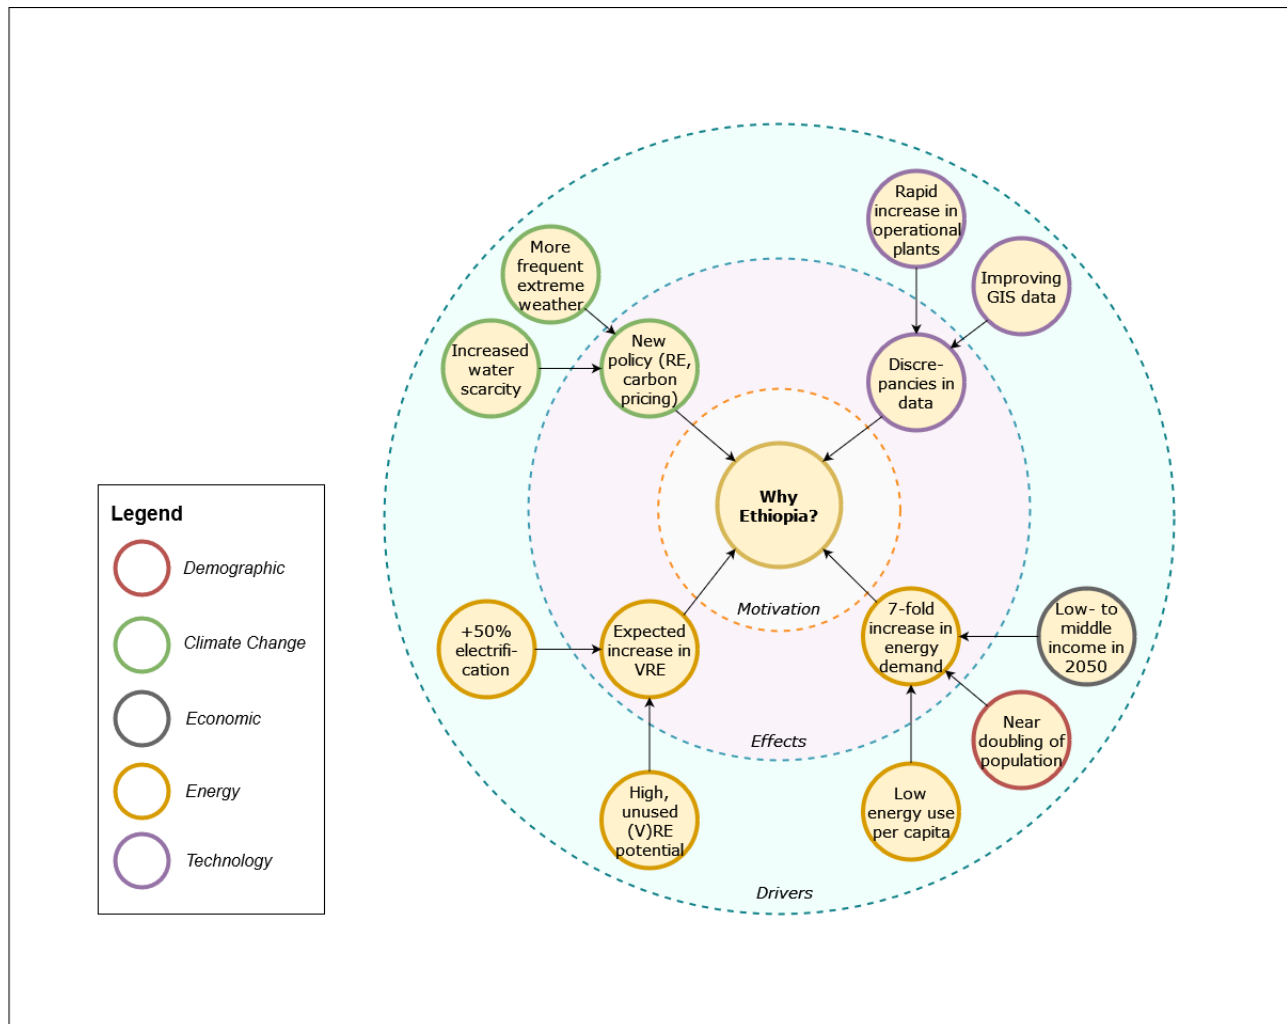 Rapid
increase in
operational
plants
More
frequent
extreme
weather
Improving
GIS data
Increased
water
scarcity
New
policy (RE,
carbon
pricing)
Discre-
pancies in
data
Why
Ethiopia?
Motivation
+50%
electrifi-
cation
Expected
increase in
VRE
7-fold
increase in
energy
demand
Low- to
middle
income in
2050
Near
doubling of
population
Effects
High,
unused
(V)RE
potential
Low
energy use
per capita
Drivers
Legend
Demographic
Climate Change
Economic
Energy
Technology